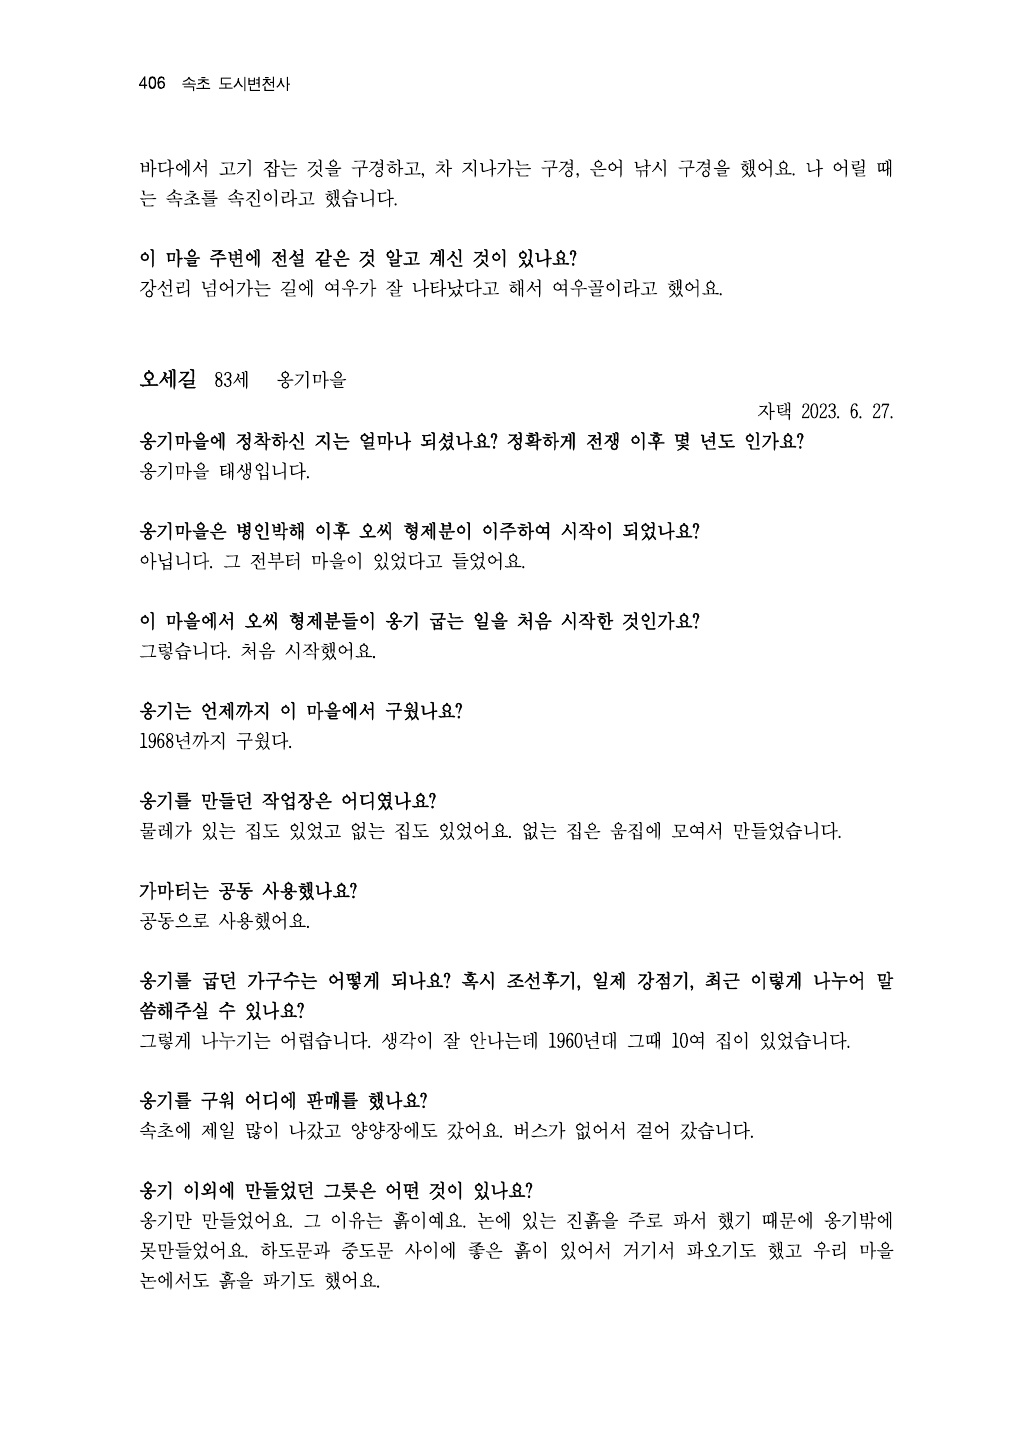 406 속초 도시변천사
바다에서 고기 잡는 것을 구경하고, 차 지나가는 구경, 은어 낚시 구경을 했어요. 나 어릴 때
는 속초를 속진이라고 했습니다.
이 마을 주변에 전설 같은 것 알고 계신 것이 있나요?
강선리 넘어가는 길에 여우가 잘 나타났다고 해서 여우골이라고 했어요.
오세길 83세 옹기마을
자택 2023. 6. 27.
옹기마을에 정착하신 지는 얼마나 되셨나요? 정확하게 전쟁 이후 몇 년도 인가요?
옹기마을 태생입니다.
옹기마을은 병인박해 이후 오씨 형제분이 이주하여 시작이 되었나요?
아닙니다. 그 전부터 마을이 있었다고 들었어요.
이 마을에서 오씨 형제분들이 옹기 굽는 일을 처음 시작한 것인가요?
그렇습니다. 처음 시작했어요.
옹기는 언제까지 이 마을에서 구웠나요?
1968년까지 구웠다.
옹기를 만들던 작업장은 어디였나요?
물레가 있는 집도 있었고 없는 집도 있었어요. 없는 집은 움집에 모여서 만들었습니다.
가마터는 공동 사용했나요?
공동으로 사용했어요.
옹기를 굽던 가구수는 어떻게 되나요? 혹시 조선후기, 일제 강점기, 최근 이렇게 나누어 말
씀해주실 수 있나요?
그렇게 나누기는 어렵습니다. 생각이 잘 안나는데 1960년대 그때 10여 집이 있었습니다.
옹기를 구워 어디에 판매를 했나요?
속초에 제일 많이 나갔고 양양장에도 갔어요. 버스가 없어서 걸어 갔습니다.
옹기 이외에 만들었던 그릇은 어떤 것이 있나요?
옹기만 만들었어요. 그 이유는 흙이예요. 논에 있는 진흙을 주로 파서 했기 때문에 옹기밖에
못만들었어요. 하도문과 중도문 사이에 좋은 흙이 있어서 거기서 파오기도 했고 우리 마을
논에서도 흙을 파기도 했어요.